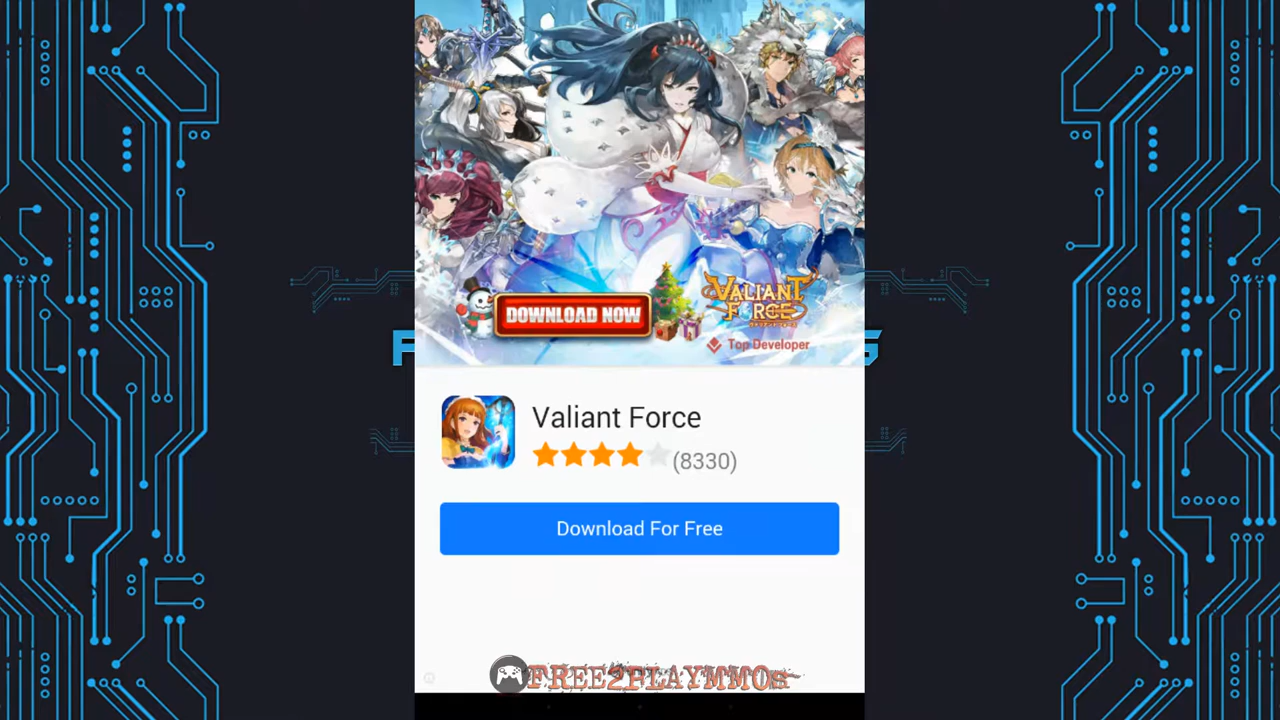 DOWNLOAD NOW
VALIANT
FORCE
Top Developer
Valiant Force
(8330)
Download For Free
FREE2PLAYMMOs